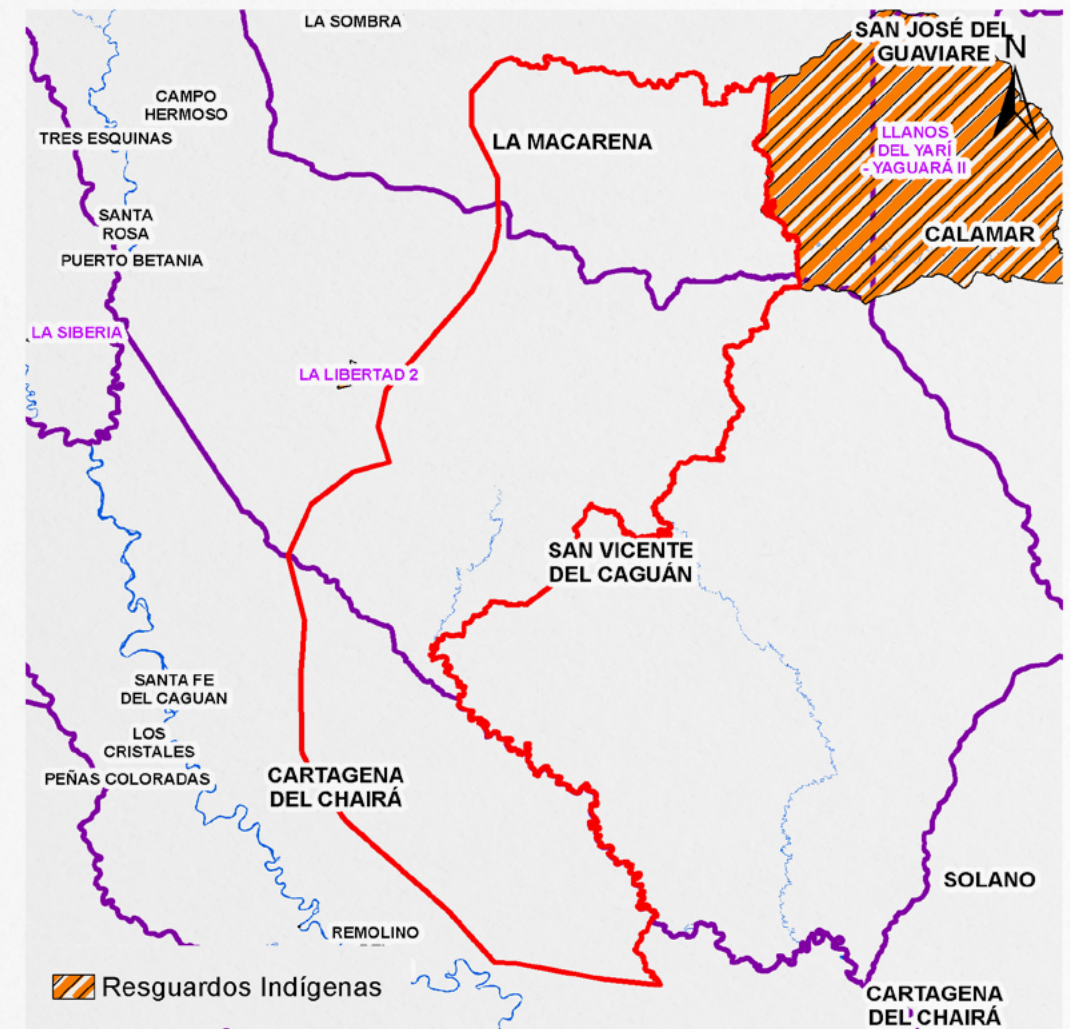 LA SOMBRA
SAN JOSÉ DEL
GUAVIARE
N
CAMPO
HERMOSO
TRES ESQUINAS
LA MACARENA
LLANOS
DEL YARÍ
- YAGUARÁ II
SANTA
ROSA
CALAMAR
PUERTO BETANIA
LA SIBERIA
LA LIBERTAD 2
SAN VICENTE
DEL CAGUÁN
SANTA FE
DEL CAGUAN
LOS
CRISTALES
PEÑAS COLORADAS
CARTAGENA
DEL CHAIRÁ
SOLANO
REMOLINO
Resguardos Indígenas
CARTAGENA
DEL CHAIRÁ